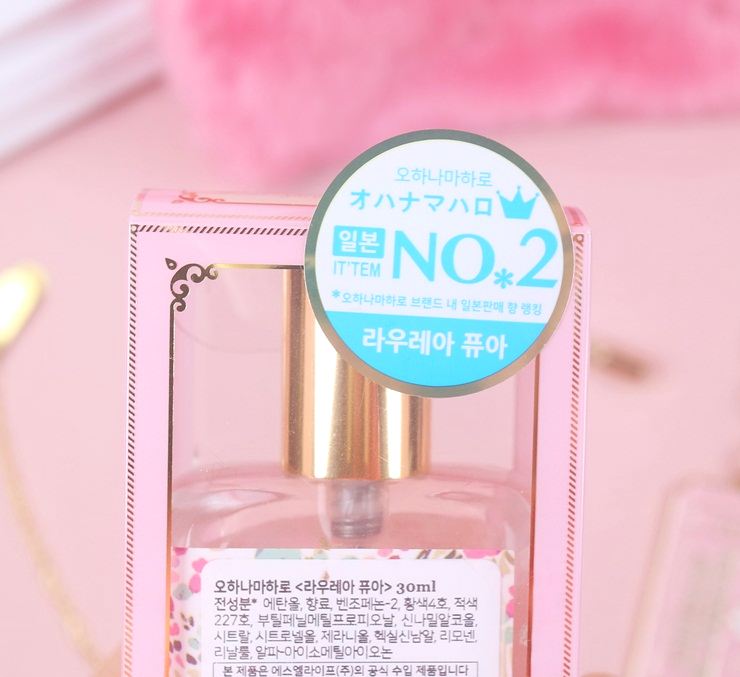 오하나마하로
オハナマハロ
일본
IT'TEM
NO.*2
*오하나마하로 브랜드 내 일본판매 향 랭킹
라우레아 퓨아
오하나마하로 <라우레아 퓨아> 30ml
전성분* 에탄올, 향료, 벤조페논-2, 황색4호, 적색
227호, 부틸페닐메틸프로피오날, 신나밀알코올,
시트랄, 시트로넬올, 제라니올, 헥실신남알, 리모넨,
리날룰, 알파-아이소메틸아이오논
본 제품은 에스엘라이프(주)외 공식 수입 제품입니다